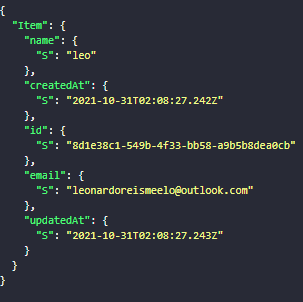 {
  "Item": {
    "name": {
      "S": "leo"
    },
    "createdAt": {
      "S": "2021-10-31T02:08:27.242Z"
    },
    "id": {
      "S": "8d1e38c1-549b-4f33-bb58-a9b5b8dea0cb"
    },
    "email": {
      "S": "leonardoreismeelo@outlook.com"
    },
    "updatedAt": {
      "S": "2021-10-31T02:08:27.243Z"
    }
  }
}